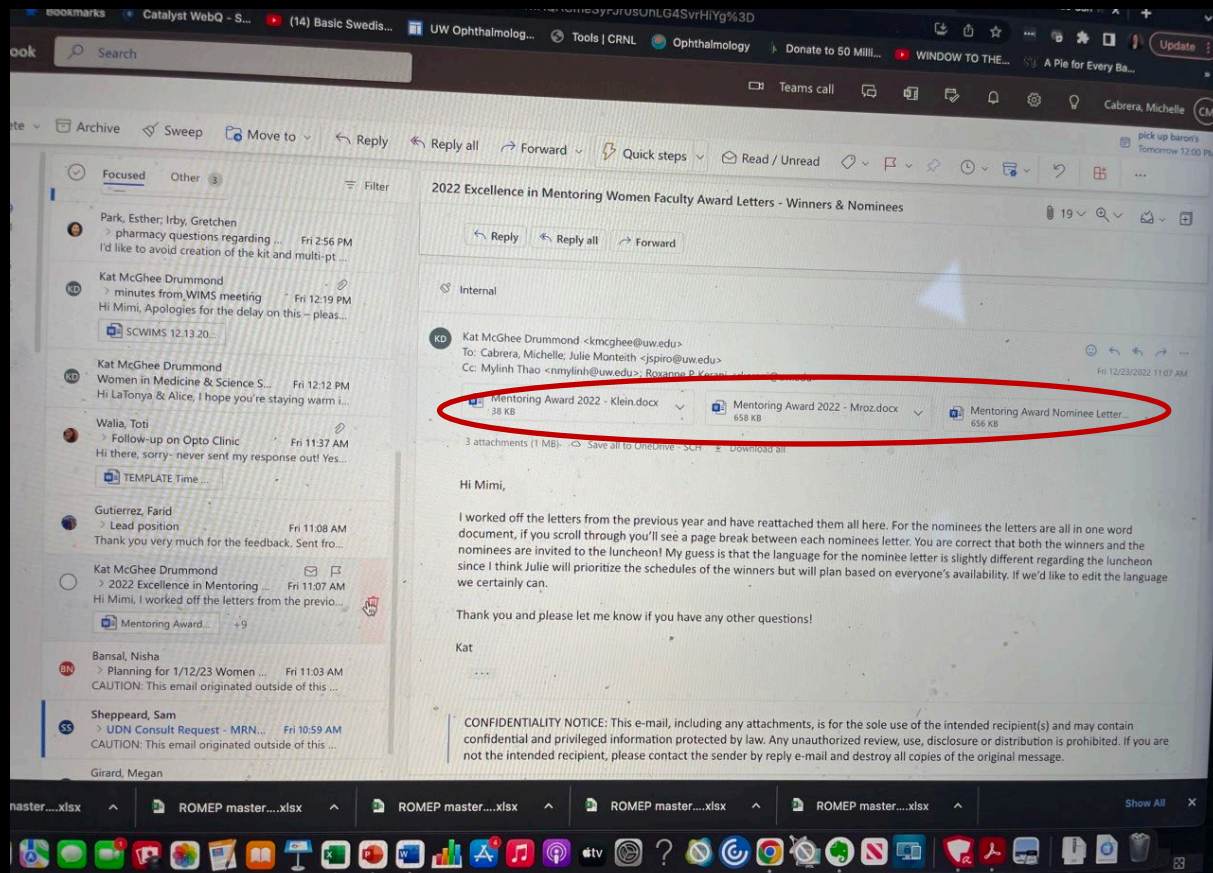 Bookmarks
Catalyst WebQ - S...
(14) Basic Swedis...
UW Ophthalmolog...
Tools | CRNL
Ophthalmology
Donate to 50 Milli...
WINDOW TO THE...
A Pie for Every Ba...
Update
ook
Search
Teams call
Cabrera, Michelle
CM
Archive
Sweep
Move to
Reply
Reply all
Forward
Quick steps
Read / Unread
pick up baron's
Tomorrow 12:00 PM
Focused
Other 3
Filter
Park, Esther; Irby, Gretchen
> pharmacy questions regarding ... Fri 2:56 PM
I'd like to avoid creation of the kit and multi-pt ...
KD
Kat McGhee Drummond
> minutes from WIMS meeting Fri 12:19 PM
Hi Mimi, Apologies for the delay on this – pleas...
SCWIMS 12.13.20...
KD
Kat McGhee Drummond
Women in Medicine & Science S... Fri 12:12 PM
Hi LaTonya & Alice, I hope you're staying warm i...
Walia, Toti
> Follow-up on Opto Clinic Fri 11:37 AM
Hi there, sorry- never sent my response out! Yes...
TEMPLATE Time ...
Gutierrez, Farid
> Lead position Fri 11:08 AM
Thank you very much for the feedback. Sent fro...
Kat McGhee Drummond
> 2022 Excellence in Mentoring ... Fri 11:07 AM
Hi Mimi, I worked off the letters from the previo...
Mentoring Award... +9
BN
Bansal, Nisha
> Planning for 1/12/23 Women ... Fri 11:03 AM
CAUTION: This email originated outside of this ...
SS
Sheppeard, Sam
> UDN Consult Request - MRN... Fri 10:59 AM
CAUTION: This email originated outside of this ...
Girard, Megan
2022 Excellence in Mentoring Women Faculty Award Letters - Winners & Nominees
19
Reply
Reply all
Forward
Internal
KD
Kat McGhee Drummond <kmcghee@uw.edu>
To: Cabrera, Michelle; Julie Monteith <jspiro@uw.edu>
Cc: Mylinh Thao <nmylinh@uw.edu>; Roxanne P
Fri 12/23/2022 11:07 AM
Mentoring Award 2022 - Klein.docx
38 KB
Mentoring Award 2022 - Mroz.docx
658 KB
Mentoring Award Nominee Letter...
656 KB
3 attachments (1 MB)
Save all to OneDrive - SCH
Download all
Hi Mimi,
I worked off the letters from the previous year and have reattached them all here. For the nominees the letters are all in one word
document, if you scroll through you'll see a page break between each nominees letter. You are correct that both the winners and the
nominees are invited to the luncheon! My guess is that the language for the nominee letter is slightly different regarding the luncheon
since I think Julie will prioritize the schedules of the winners but will plan based on everyone's availability. If we'd like to edit the language
we certainly can.
Thank you and please let me know if you have any other questions!
Kat
...
CONFIDENTIALITY NOTICE: This e-mail, including any attachments, is for the sole use of the intended recipient(s) and may contain
confidential and privileged information protected by law. Any unauthorized review, use, disclosure or distribution is prohibited. If you are
not the intended recipient, please contact the sender by reply e-mail and destroy all copies of the original message.
master....xlsx
ROMEP master....xlsx
ROMEP master....xlsx
ROMEP master....xlsx
ROMEP master....xlsx
Show All
tv